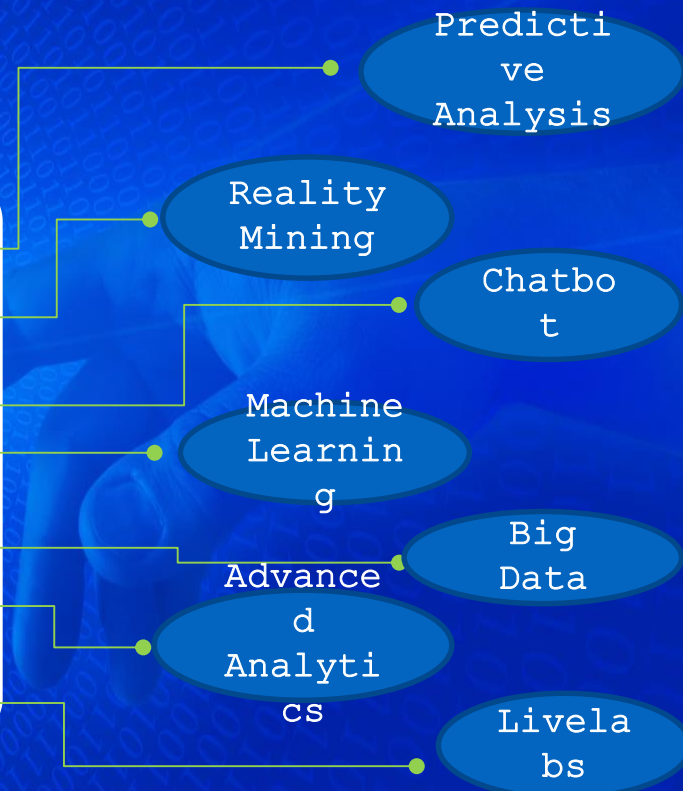 Predicti
ve
Analysis
Reality
Mining
Chatbo
t
Machine
Learnin
g
Big
Data
Advance
d
Analyti
cs
Livela
bs